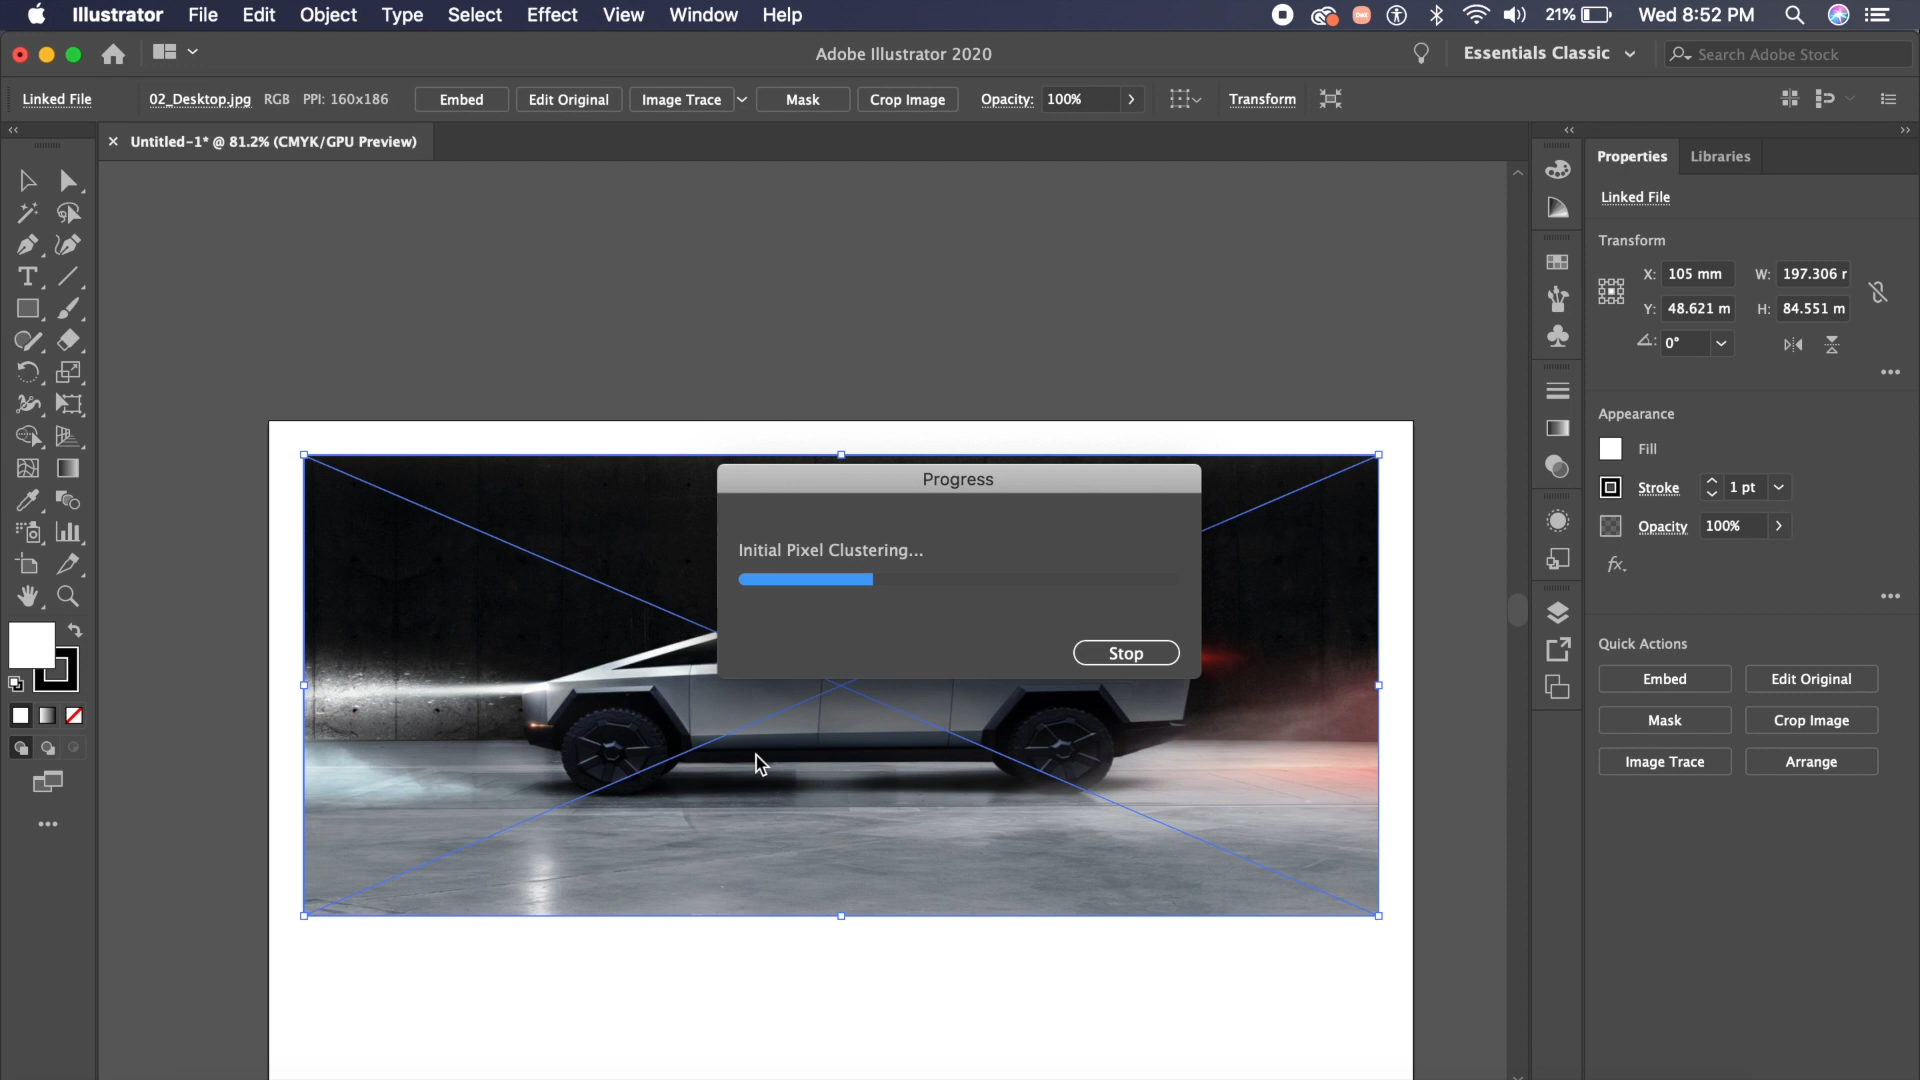 Illustrator File Edit Object Type Select Effect View Window Help 21% Wed 8:52 PM
Adobe Illustrator 2020 Essentials Classic Search Adobe Stock
Linked File 02_Desktop.jpg RGB PPI: 160x186 Embed Edit Original Image Trace Mask Crop Image Opacity: 100% Transform
Untitled-1* @ 81.2% (CMYK/GPU Preview)
Properties Libraries
Linked File
Transform
X: 105 mm W: 197.306 r
Y: 48.621 m H: 84.551 m
0°
Appearance
Fill
Stroke 1 pt
Opacity 100%
fx.
Progress
Initial Pixel Clustering...
Stop
Quick Actions
Embed Edit Original
Mask Crop Image
Image Trace Arrange